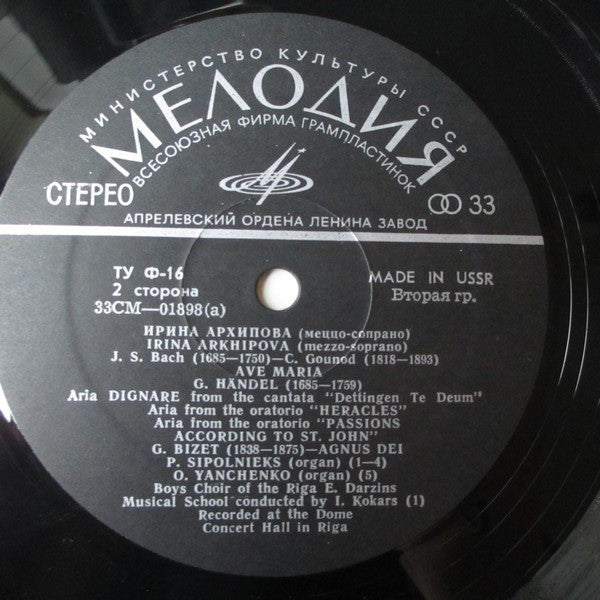 МИНИСТЕРСТВО КУЛЬТУРЫ СССР
МЕЛОДИЯ
ВСЕСОЮЗНАЯ ФИРМА ГРАМПЛАСТИНОК
СТЕРЕО
33
АПРЕЛЕВСКИЙ ОРДЕНА ЛЕНИНА ЗАВОД
ТУ Ф-16
MADE IN USSR
2 сторона
Вторая гр.
33СМ—01898(а)
ИРИНА АРХИПОВА (меццо-сопрано)
IRINA ARKHIPOVA (mezzo-soprano)
J. S. Bach (1685—1750)—C. Gounod (1818—1893)
AVE MARIA
G. HÄNDEL (1685—1759)
Aria DIGNARE from the cantata "Dettingen Te Deum"
Aria from the oratorio "HERACLES"
Aria from the oratorio "PASSIONS
ACCORDING TO ST. JOHN"
G. BIZET (1838—1875)—AGNUS DEI
P. SIPOLNIEKS (organ) (1—4)
O. YANCHENKO (organ) (5)
Boys Choir of the Riga E. Darzins
Musical School conducted by I. Kokars (1)
Recorded at the Dome
Concert Hall in Riga